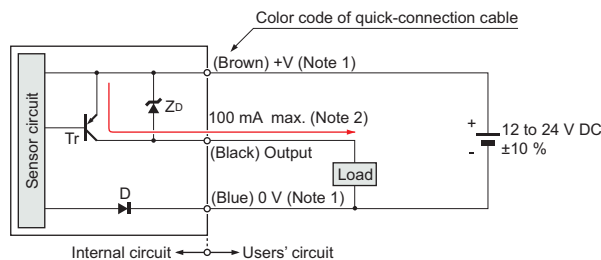 Color code of quick-connection cable
(Brown) +V (Note 1)
Sensor circuit
Tr
ZD
100 mA max. (Note 2)
(Black) Output
Load
+
-
12 to 24 V DC
±10 %
D
(Blue) 0 V (Note 1)
Internal circuit
Users' circuit